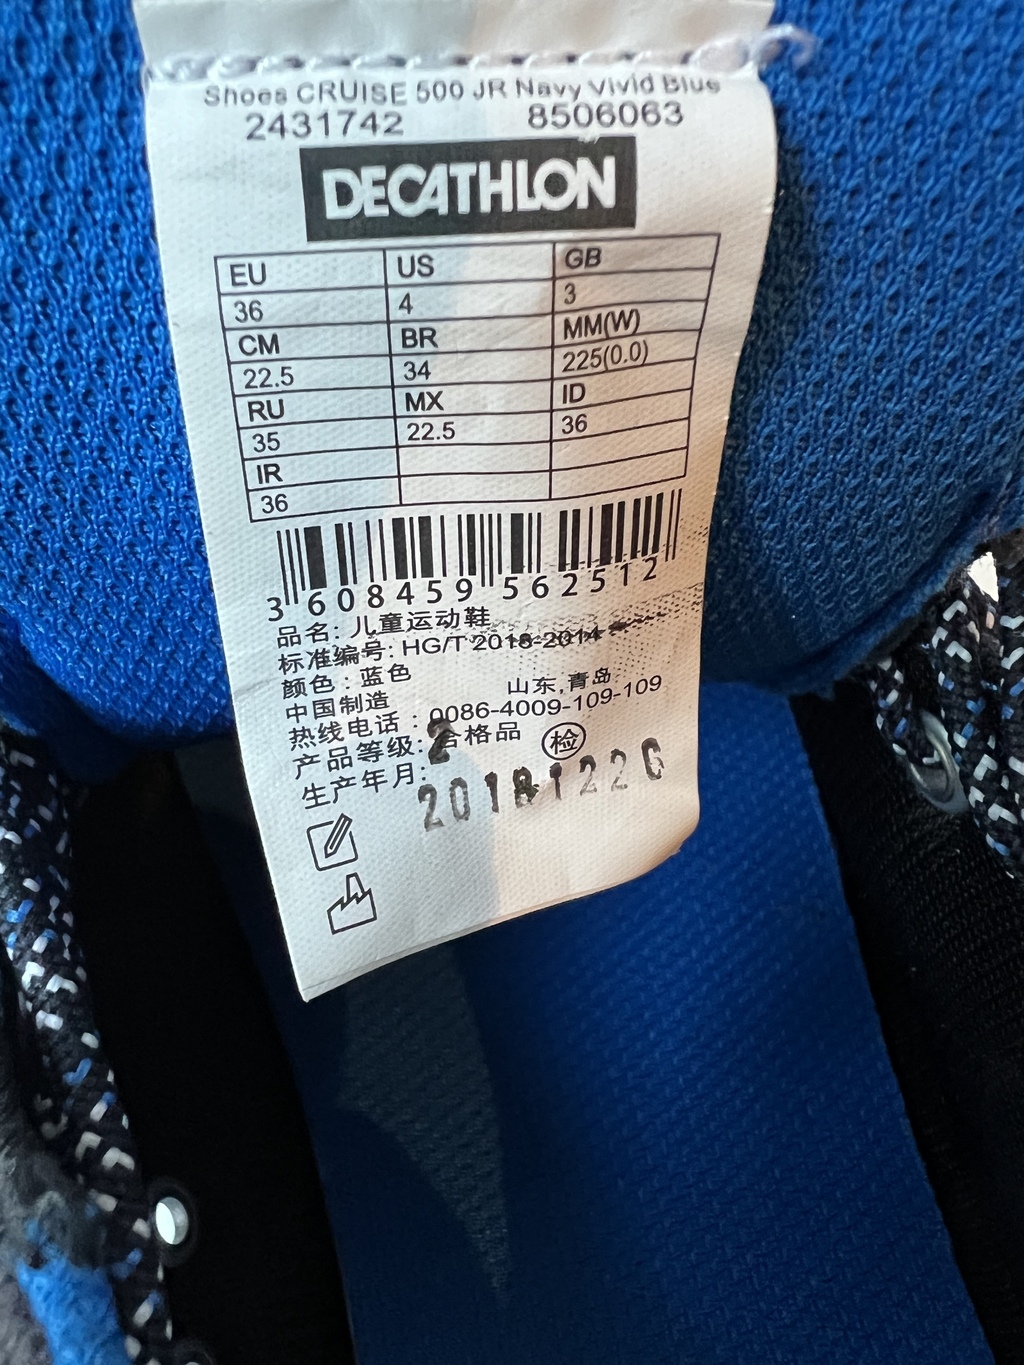 Shoes CRUISE 500 JR Navy Vivid Blue
2431742 8506063
DECATHLON
EU US GB
36 4 3
CM BR MM(W)
22.5 34 225(0.0)
RU MX ID
35 22.5 36
IR
36
3 608459 562512
品名: 儿童运动鞋
标准编号: HG/T 2018-2014
颜色: 蓝色
中国制造 山东,青岛
热线电话: 0086-4009-109-109
产品等级: 合格品 检
生产年月: 20181226
2